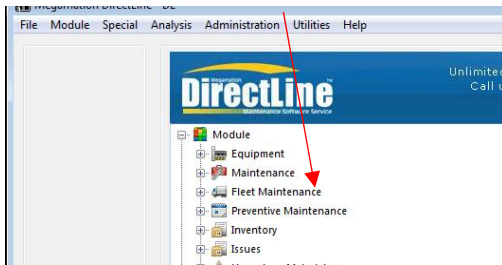 Megamation DirectLine - DL
File Module Special Analysis Administration Utilities Help
Unlimited
Call u
Megamation
DirectLine
Maintenance Software Service
Module
Equipment
Maintenance
Fleet Maintenance
Preventive Maintenance
Inventory
Issues